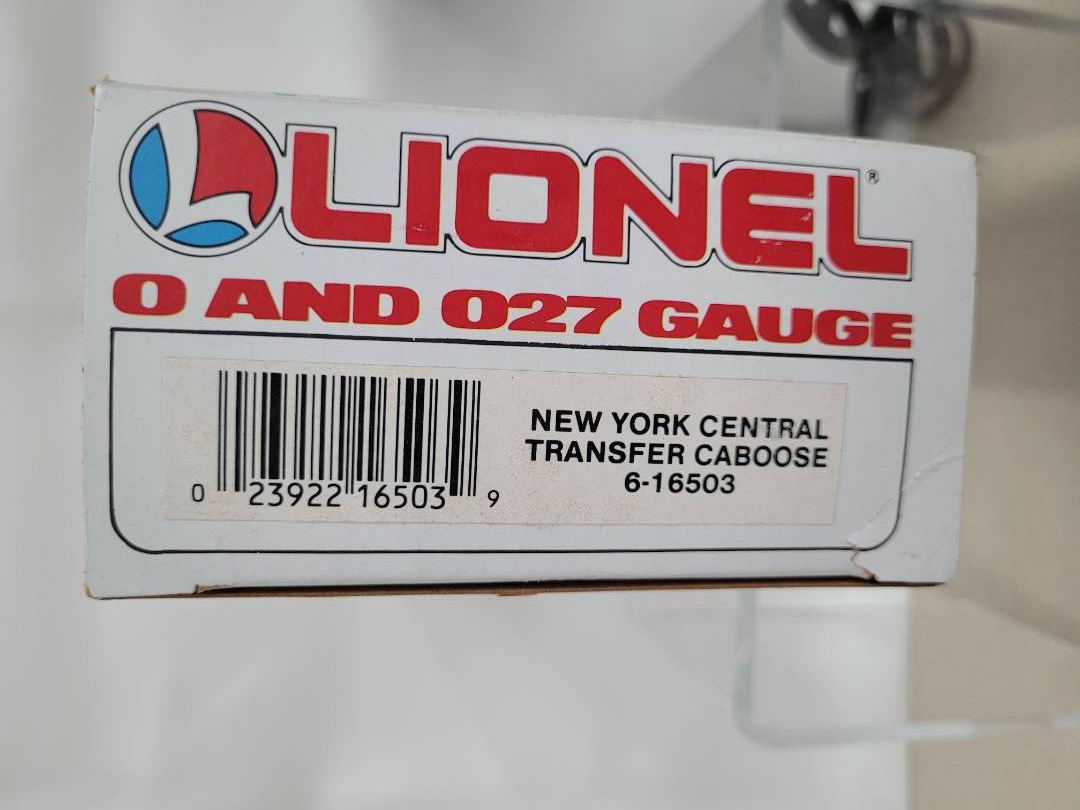 LIONEL®
O AND O27 GAUGE
NEW YORK CENTRAL
TRANSFER CABOOSE
6-16503
0 23922 16503 9